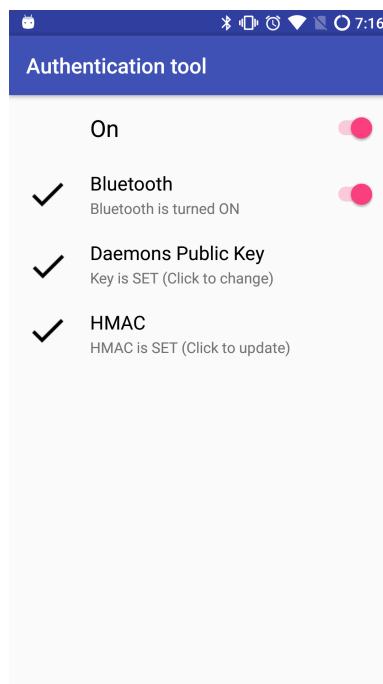 7:16
Authentication tool
On
Bluetooth
Bluetooth is turned ON
Daemons Public Key
Key is SET (Click to change)
HMAC
HMAC is SET (Click to update)